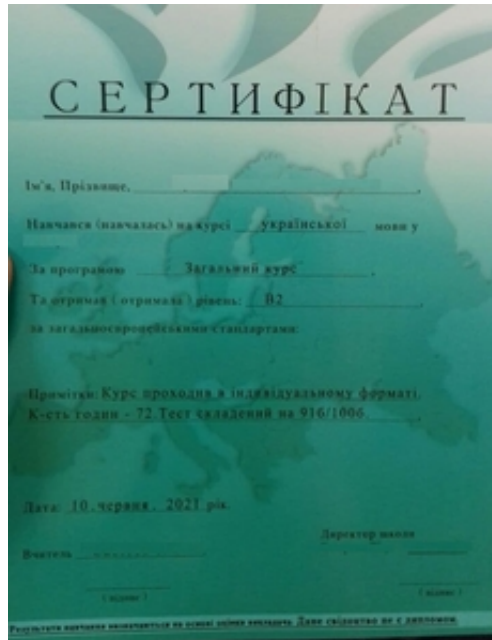 СЕРТИФІКАТ
Ім'я, Прізвище,
Навчався (навчалась) на курсі української мови у
За програмою Загальний курс
Та отримав (отримала) рівень: B2
за загальноєвропейськими стандартами:
Примітки: Курс проходив в індивідуальному форматі.
К-сть годин - 72. Тест складений на 91б/100б.
Дата: 10. червня. 2021 рік.
Директор школи
Вчитель
( підпис )
( підпис )
Результати навчання визначаються на основі оцінки викладача. Дане свідоцтво не є дипломом.